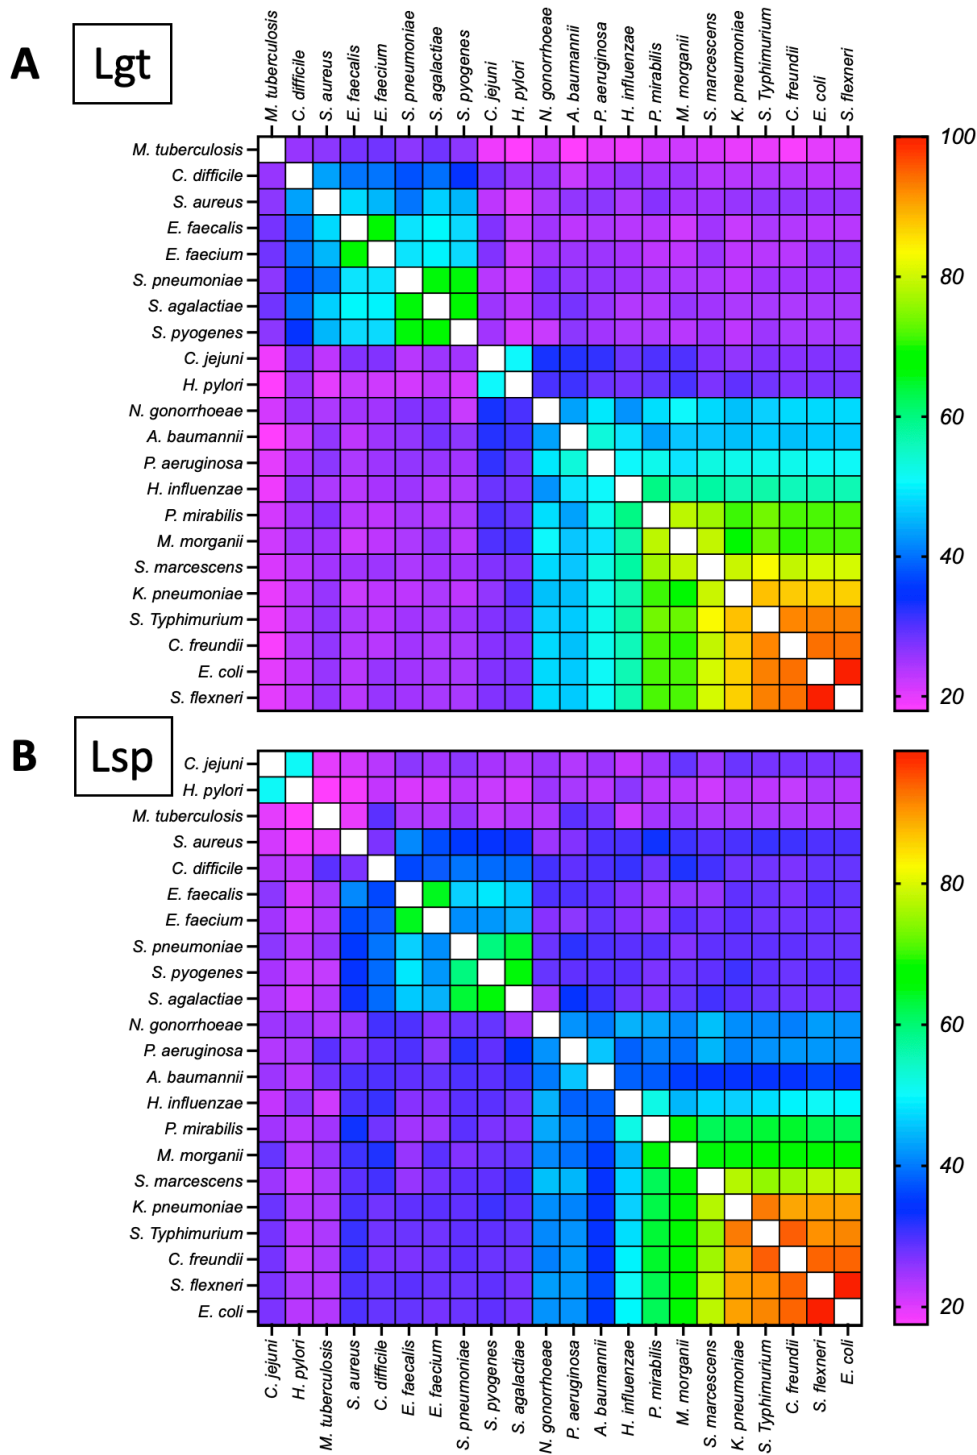 A
Lgt
M. tuberculosis
C. difficile
S. aureus
E. faecalis
E. faecium
S. pneumoniae
S. agalactiae
S. pyogenes
C. jejuni
H. pylori
N. gonorrhoeae
A. baumannii
P. aeruginosa
H. influenzae
P. mirabilis
M. morganii
S. marcescens
K. pneumoniae
S. Typhimurium
C. freundii
E. coli
S. flexneri
M. tuberculosis
C. difficile
S. aureus
E. faecalis
E. faecium
S. pneumoniae
S. agalactiae
S. pyogenes
C. jejuni
H. pylori
N. gonorrhoeae
A. baumannii
P. aeruginosa
H. influenzae
P. mirabilis
M. morganii
S. marcescens
K. pneumoniae
S. Typhimurium
C. freundii
E. coli
S. flexneri
100
80
60
40
20
B
Lsp
C. jejuni
H. pylori
M. tuberculosis
S. aureus
C. difficile
E. faecalis
E. faecium
S. pneumoniae
S. pyogenes
S. agalactiae
N. gonorrhoeae
P. aeruginosa
A. baumannii
H. influenzae
P. mirabilis
M. morganii
S. marcescens
K. pneumoniae
S. Typhimurium
C. freundii
S. flexneri
E. coli
80
60
40
20
C. jejuni
H. pylori
M. tuberculosis
S. aureus
C. difficile
E. faecalis
E. faecium
S. pneumoniae
S. pyogenes
S. agalactiae
N. gonorrhoeae
P. aeruginosa
A. baumannii
H. influenzae
P. mirabilis
M. morganii
S. marcescens
K. pneumoniae
S. Typhimurium
C. freundii
S. flexneri
E. coli